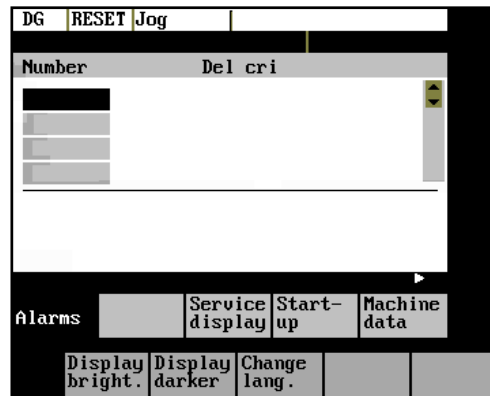 DG RESET Jog
Number Del cri
Alarms Service display Start-up Machine data
Display bright. Display darker Change lang.